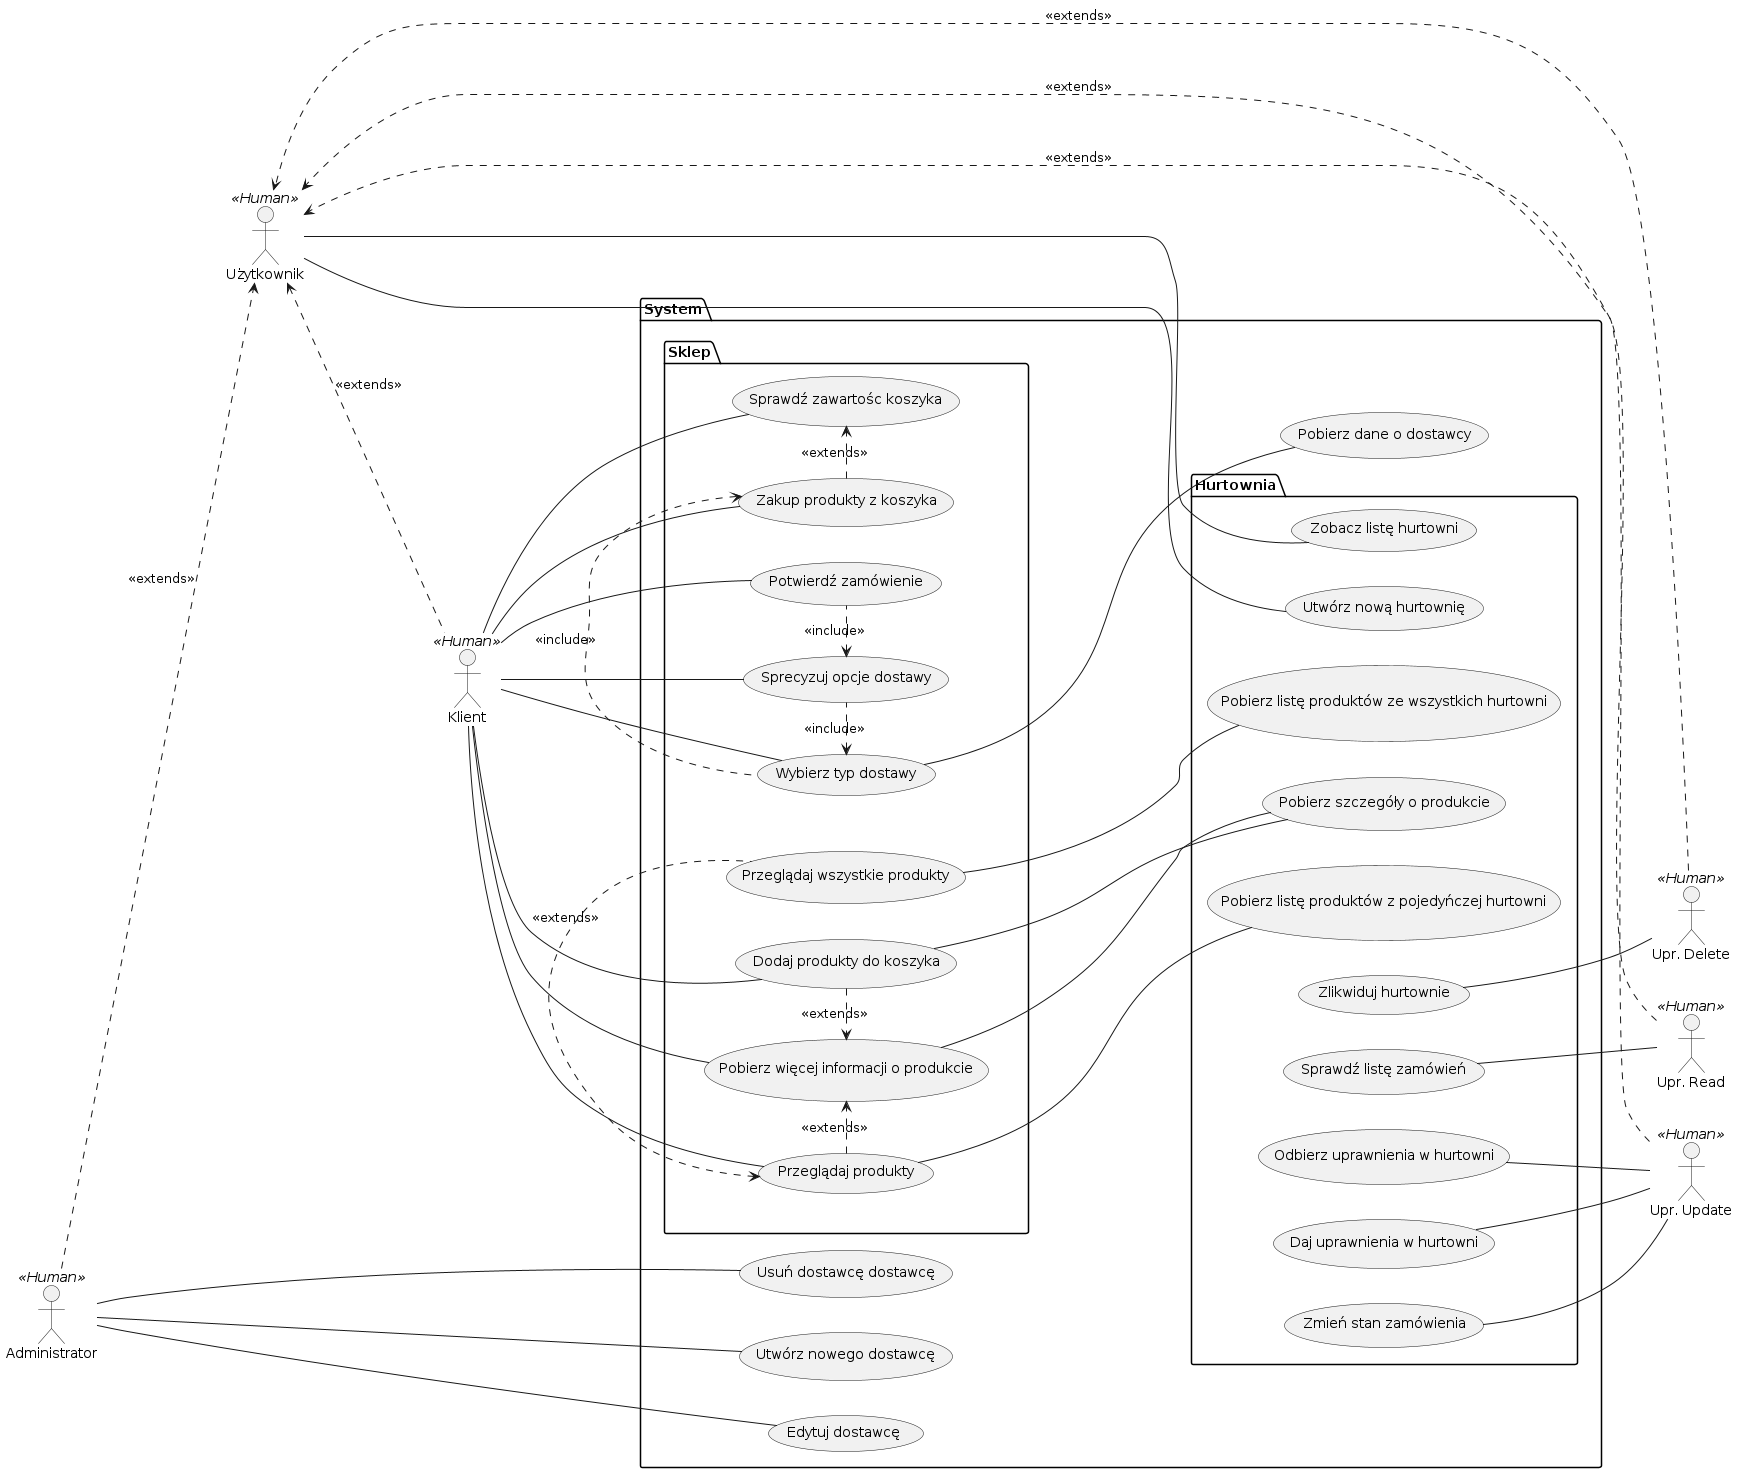 «extends»
«extends»
«extends»
«Human»
Użytkownik
System
Sklep
«extends»
Sprawdź zawartośc koszyka
Pobierz dane o dostawcy
«extends»
Hurtownia
Zakup produkty z koszyka
Zobacz listę hurtowni
«extends»
Potwierdź zamówienie
Utwórz nową hurtownię
«include»
«Human»
«include»
Sprecyzuj opcje dostawy
Klient
Pobierz listę produktów ze wszystkich hurtowni
«include»
Wybierz typ dostawy
Pobierz szczegóły o produkcie
Przeglądaj wszystkie produkty
«Human»
Pobierz listę produktów z pojedyńczej hurtowni
«extends»
Upr. Delete
Dodaj produkty do koszyka
Zlikwiduj hurtownie
«Human»
«extends»
Pobierz więcej informacji o produkcie
Sprawdź listę zamówień
Upr. Read
«extends»
«Human»
Odbierz uprawnienia w hurtowni
Przeglądaj produkty
Upr. Update
Daj uprawnienia w hurtowni
«Human»
Usuń dostawcę dostawcę
Zmień stan zamówienia
Administrator
Utwórz nowego dostawcę
Edytuj dostawcę